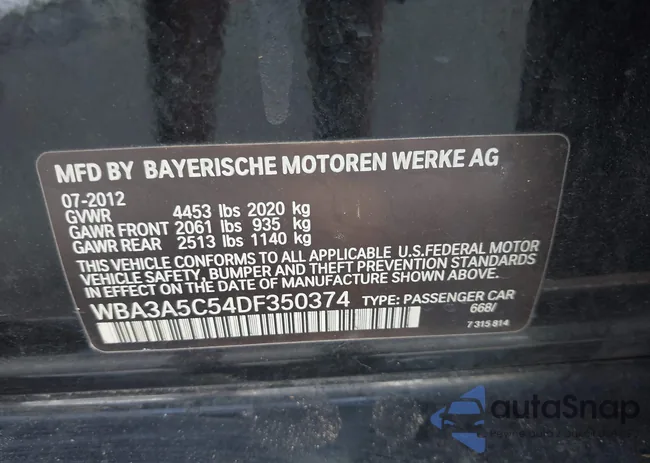 MFD BY BAYERISCHE MOTOREN WERKE AG
07-2012
GVWR 4453 lbs 2020 kg
GAWR FRONT 2061 lbs 935 kg
GAWR REAR 2513 lbs 1140 kg
THIS VEHICLE CONFORMS TO ALL APPLICABLE U.S.FEDERAL MOTOR
VEHICLE SAFETY, BUMPER AND THEFT PREVENTION STANDARDS
IN EFFECT ON THE DATE OF MANUFACTURE SHOWN ABOVE.
WBA3A5C54DF350374 TYPE: PASSENGER CAR
668/
7 315 814
autaSnap